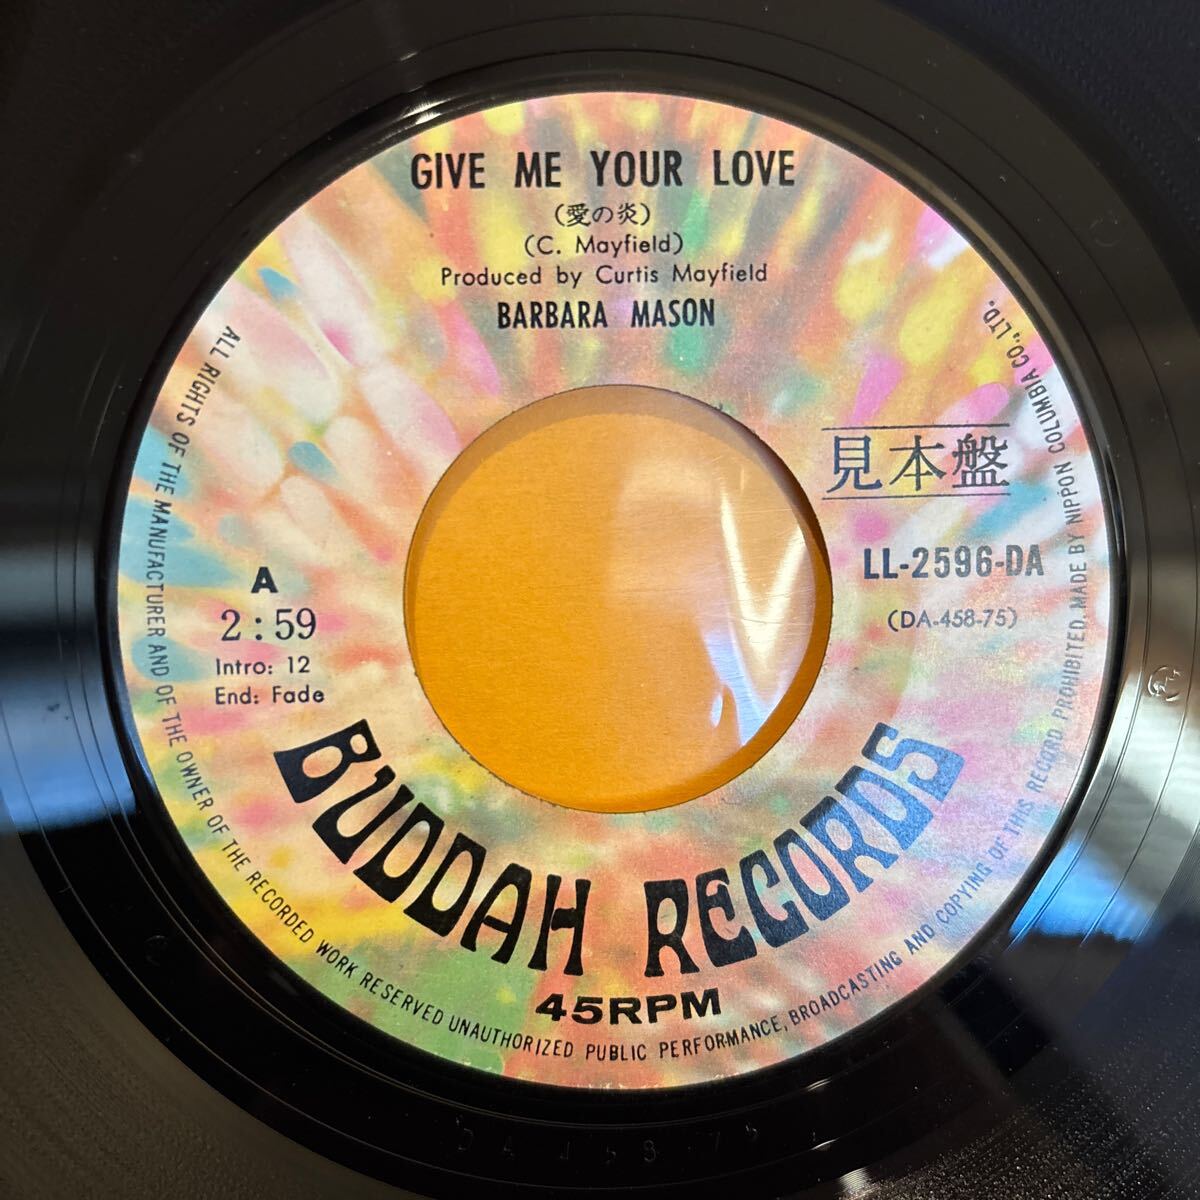 GIVE ME YOUR LOVE
(愛の炎)
(C. Mayfield)
Produced by Curtis Mayfield
BARBARA MASON
見本盤
LL-2596-DA
(DA-458-75)
A
2:59
Intro: 12
End: Fade
BUDDAH RECORDS
45RPM
ALL RIGHTS OF THE MANUFACTURER AND OF THE OWNER OF THE RECORDED WORK RESERVED UNAUTHORIZED PUBLIC PERFORMANCE, BROADCASTING AND COPYING OF THIS RECORD PROHIBITED. MADE BY NIPPON COLUMBIA CO., LTD.